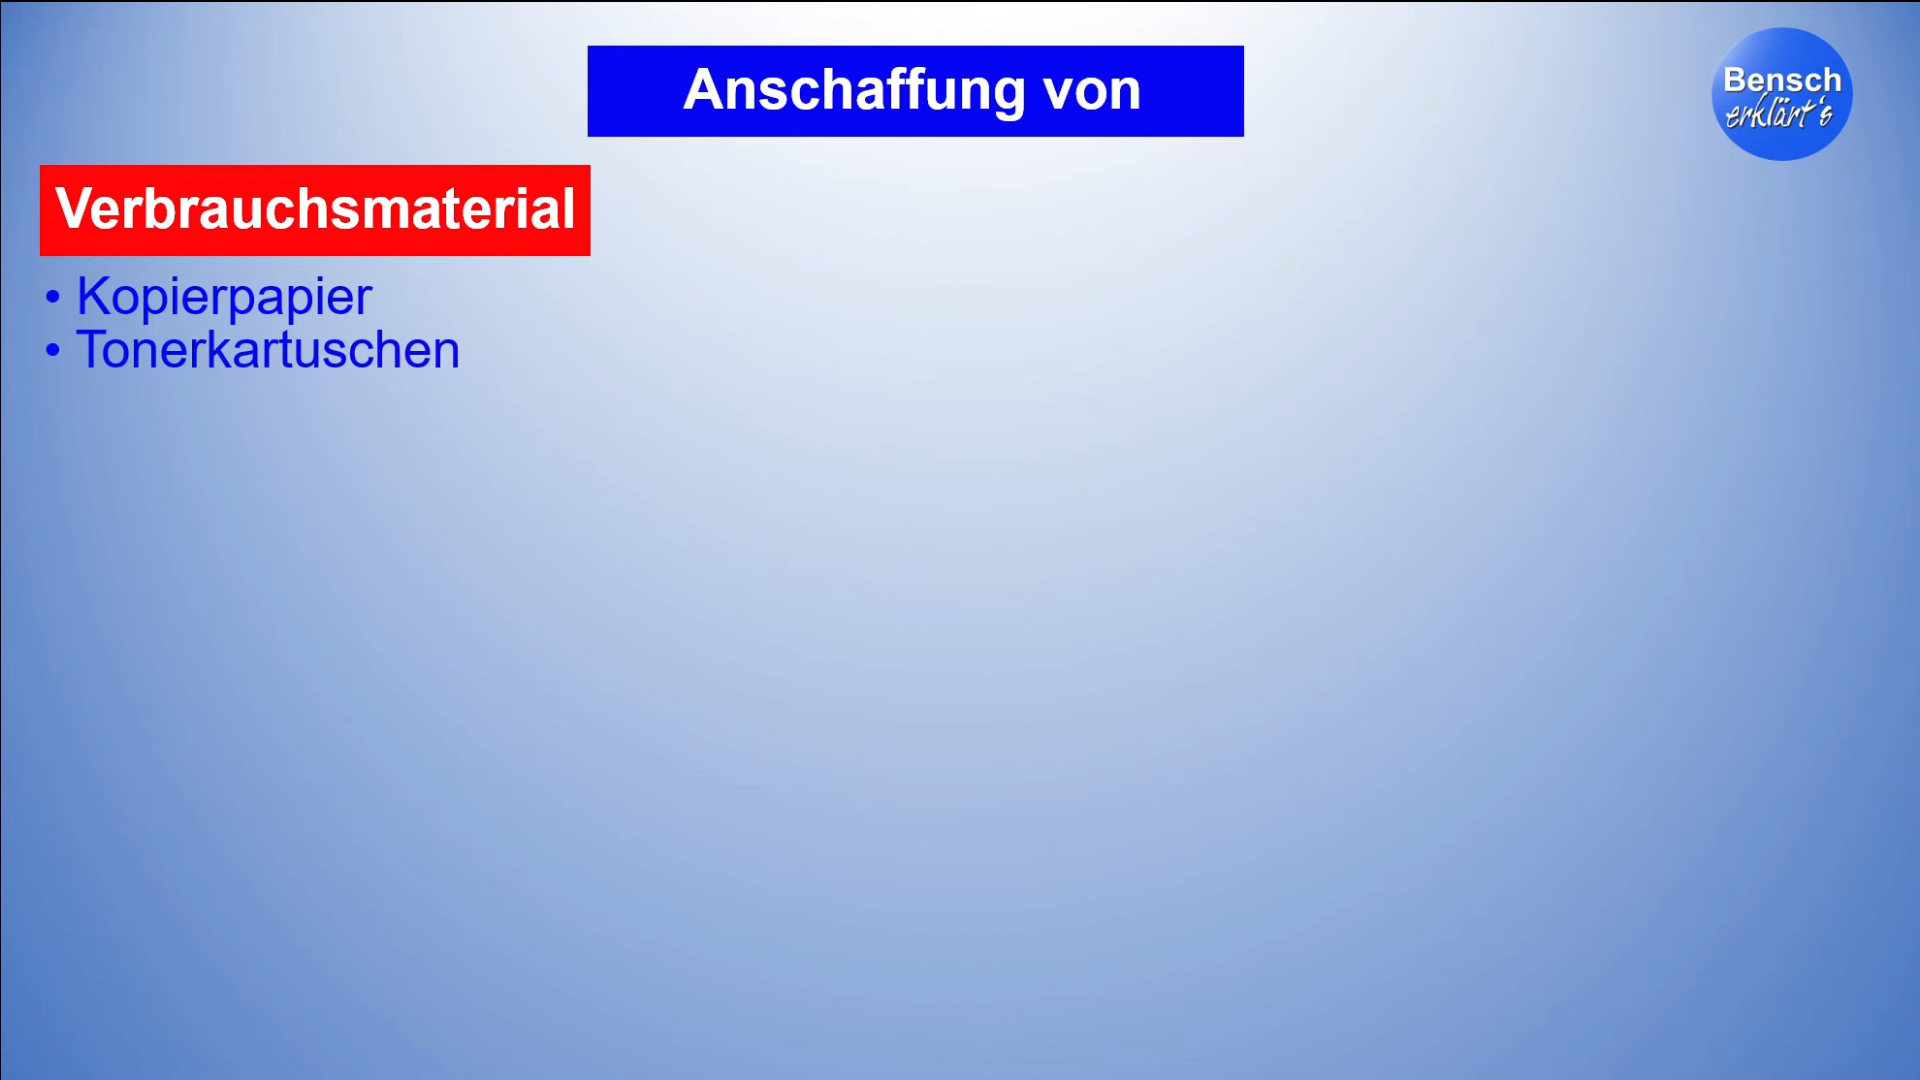 Anschaffung von
Bensch
erklärt's
Verbrauchsmaterial
• Kopierpapier
• Tonerkartuschen